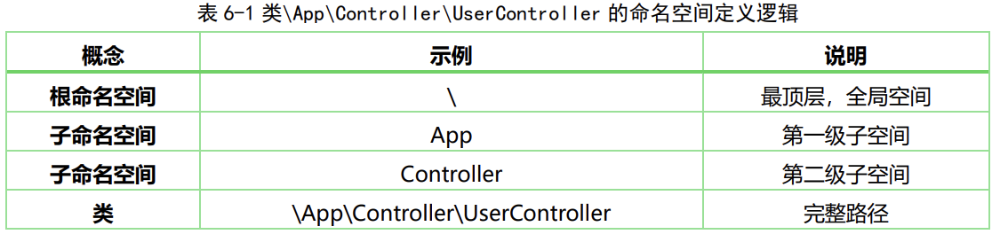 表 6-1 类\App\Controller\UserController 的命名空间定义逻辑
概念 示例 说明
根命名空间 \ 最顶层，全局空间
子命名空间 App 第一级子空间
子命名空间 Controller 第二级子空间
类 \App\Controller\UserController 完整路径